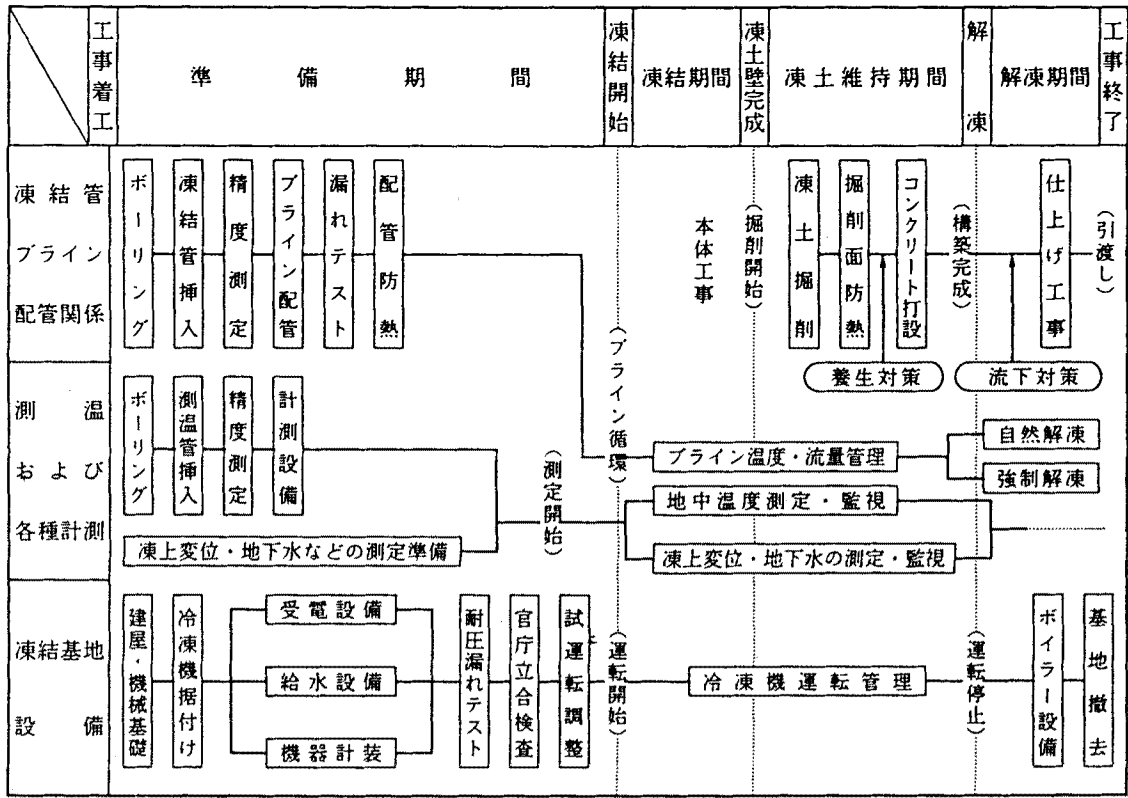 工事着工
準備期間
凍結開始
凍結期間
凍土壁完成
凍土維持期間
解凍
解凍期間
工事終了
凍結管
ブライン
配管関係
ボーリング
凍結管挿入
精度測定
ブライン配管
漏れテスト
配管防熱
本体工事
(掘削開始)
凍土掘削
掘削面防熱
コンクリート打設
(構築完成)
仕上げ工事
(引渡し)
養生対策
流下対策
測温
および
各種計測
ボーリング
測温管挿入
精度測定
計測設備
凍上変位・地下水などの測定準備
(測定開始)
(ブライン循環)
ブライン温度・流量管理
自然解凍
強制解凍
地中温度測定・監視
凍上変位・地下水の測定・監視
凍結基地
設備
建屋・機械基礎
冷凍機据付け
受電設備
給水設備
機器計装
耐圧漏れテスト
官庁立合検査
試運転調整
(運転開始)
冷凍機運転管理
(運転停止)
ボイラー設備
基地撤去